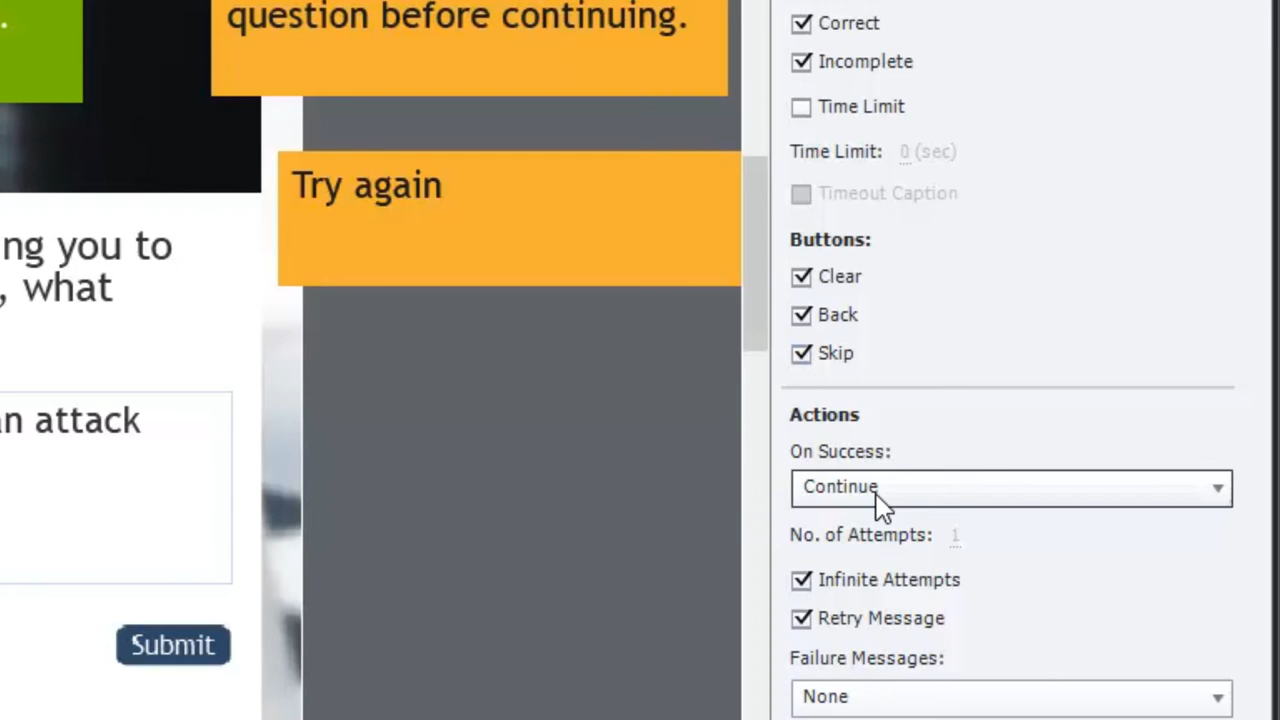 .
question before continuing.
Try again
ng you to
, what
n attack
Submit
Correct
Incomplete
Time Limit
Time Limit: 0 (sec)
Timeout Caption
Buttons:
Clear
Back
Skip
Actions
On Success:
Continue
No. of Attempts: 1
Infinite Attempts
Retry Message
Failure Messages:
None